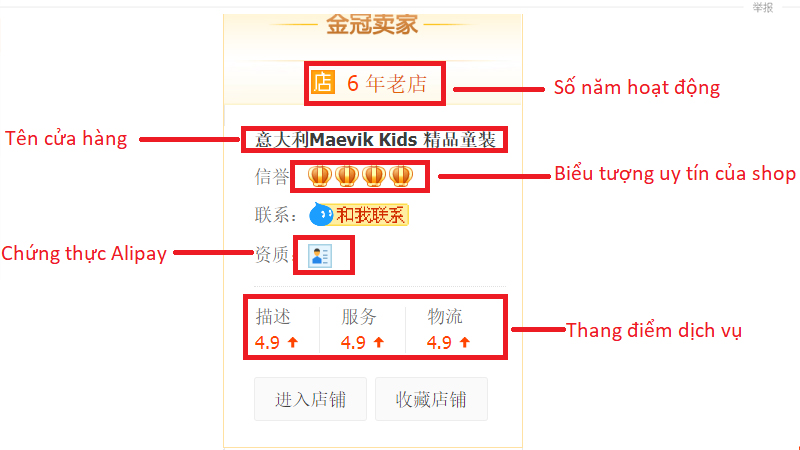 举报
金冠卖家
店 6 年老店
Số năm hoạt động
Tên cửa hàng
意大利Maevik Kids 精品童装
信誉
Biểu tượng uy tín của shop
联系： 和我联系
Chứng thực Alipay
资质：
描述 服务 物流
4.9 4.9 4.9
Thang điểm dịch vụ
进入店铺 收藏店铺